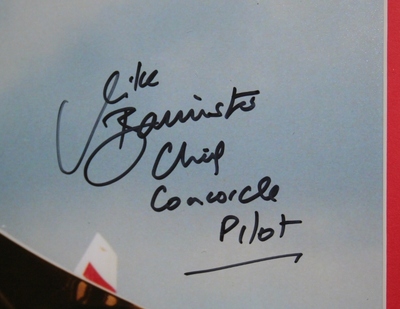 Mike
Bannister
Chief
Concorde
Pilot